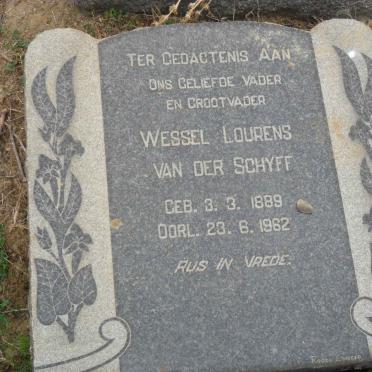 TER GEDACTENIS AAN
ONS GELIEFDE VADER
EN GROOTVADER
WESSEL LOURENS
VAN DER SCHYFF
GEB. 3. 3. 1889
OORL. 23. 6. 1962
RUS IN VREDE.